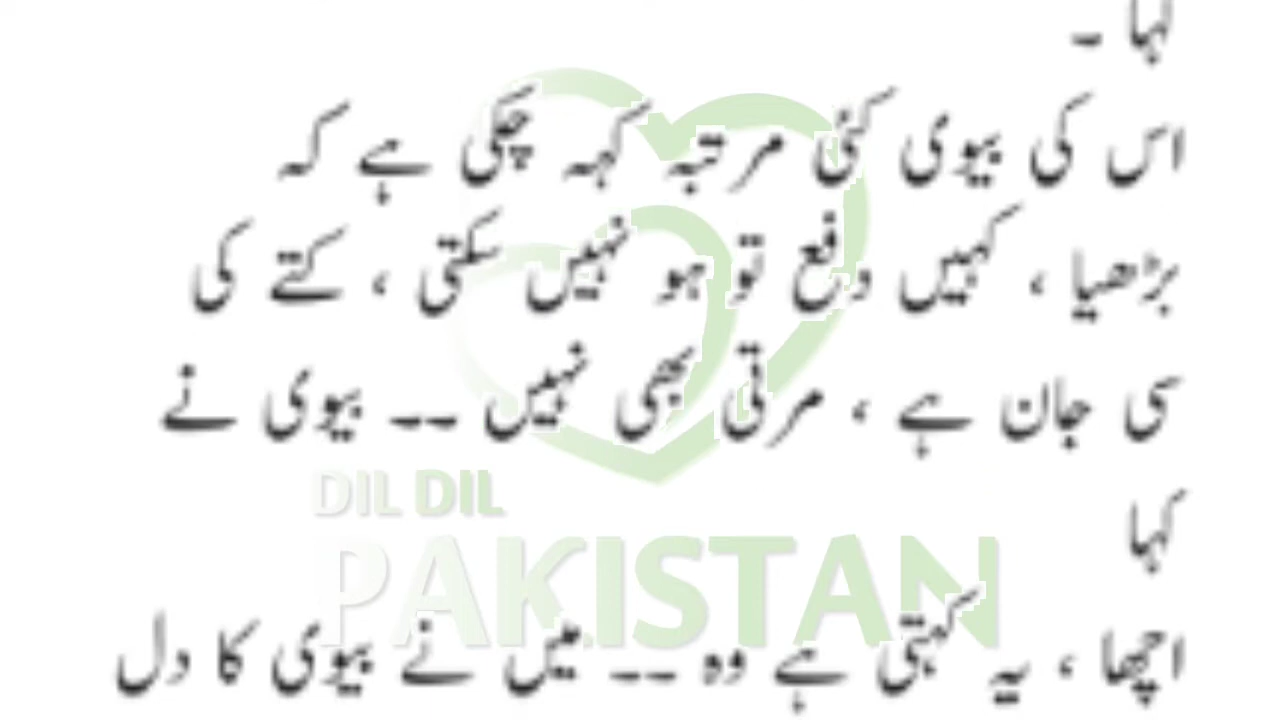 کہا ۔
اس کی بیوی کئی مرتبہ کہہ چکی ہے کہ
بڑھیا ، کہیں دفع تو ہو نہیں سکتی ، کتے کی
سی جان ہے ، مرتی بھی نہیں ۔۔ بیوی نے
کہا
اچھا ، یہ کہتی ہے وہ ۔۔ میں نے بیوی کا دل
DIL DIL
PAKISTAN